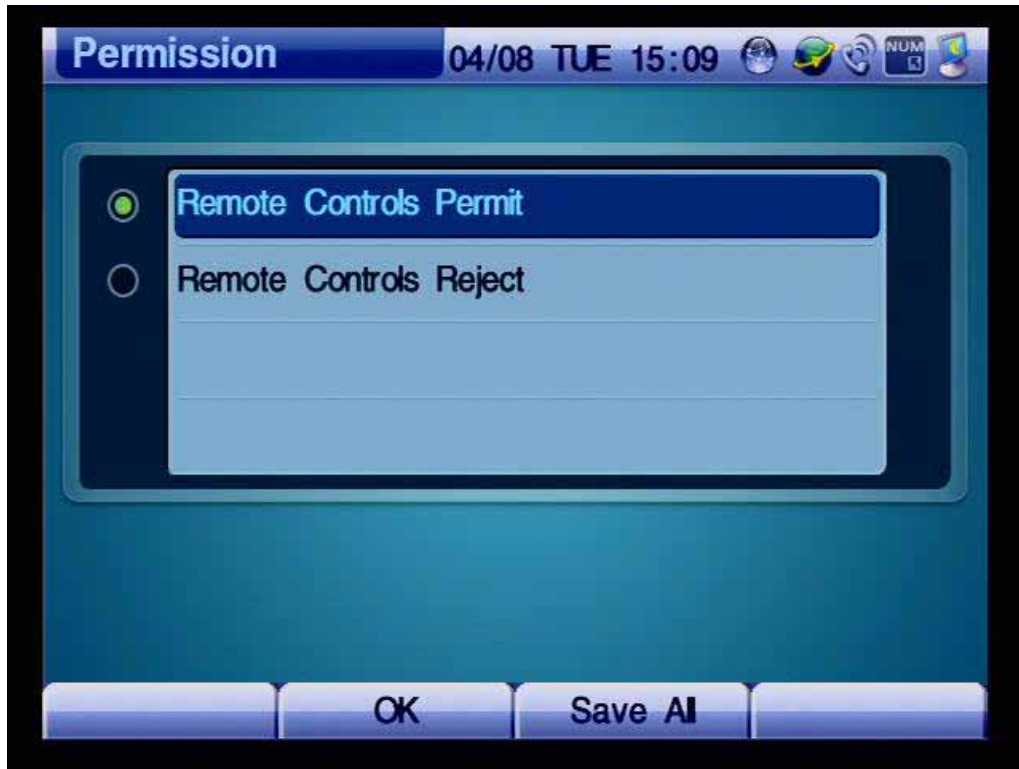 Permission 04/08 TUE 15:09 NUM
Remote Controls Permit
Remote Controls Reject
OK Save All